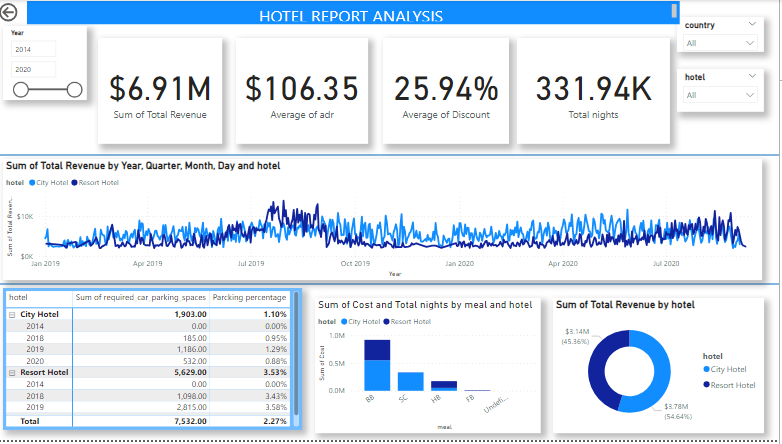 HOTEL REPORT ANALYSIS
Year
2014
2020
$6.91M
Sum of Total Revenue
$106.35
Average of adr
25.94%
Average of Discount
331.94K
Total nights
country
All
hotel
All
Sum of Total Revenue by Year, Quarter, Month, Day and hotel
hotel City Hotel Resort Hotel
Sum of Total Reven...
$10K
$0K
Jan 2019 Apr 2019 Jul 2019 Oct 2019 Jan 2020 Apr 2020 Jul 2020
Year
hotel Sum of required car parking spaces Parcking percentage
City Hotel 1,903.00 1.10%
2014 0.00 0.00%
2018 185.00 0.95%
2019 1,186.00 1.29%
2020 532.00 0.88%
Resort Hotel 5,629.00 3.53%
2014 0.00 0.00%
2018 1,098.00 3.43%
2019 2,815.00 3.58%
Total 7,532.00 2.27%
Sum of Cost and Total nights by meal and hotel
hotel City Hotel Resort Hotel
Sum of Cost
1.0M
0.5M
0.0M
BB SC HB FB Undefi...
meal
Sum of Total Revenue by hotel
$3.14M
(45.36%)
$3.78M
(54.64%)
hotel
City Hotel
Resort Hotel